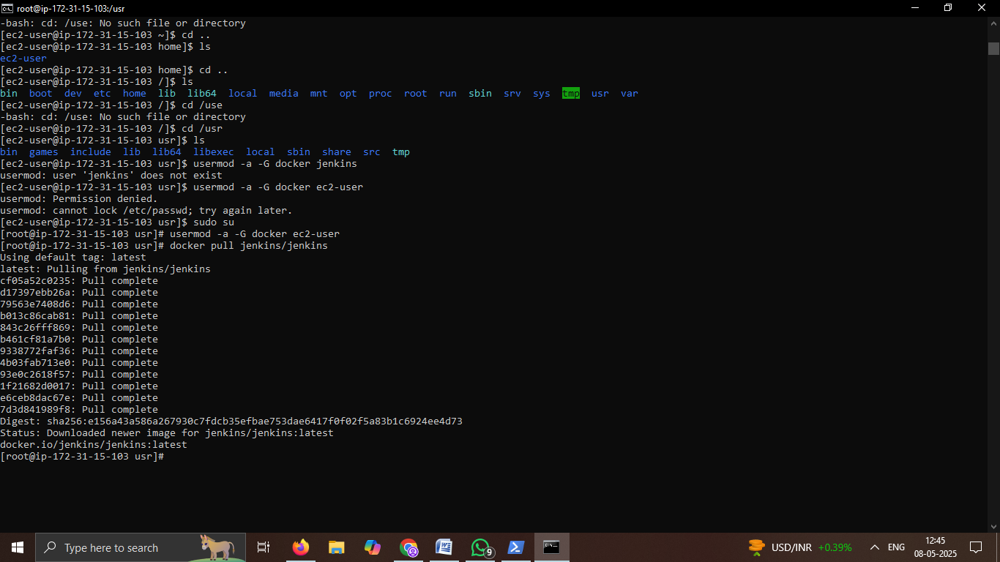 root@ip-172-31-15-103:/usr
-bash: cd: /use: No such file or directory
[ec2-user@ip-172-31-15-103 ~]$ cd ..
[ec2-user@ip-172-31-15-103 home]$ ls
ec2-user
[ec2-user@ip-172-31-15-103 home]$ cd ..
[ec2-user@ip-172-31-15-103 /]$ ls
bin  boot  dev  etc  home  lib  lib64  local  media  mnt  opt  proc  root  run  sbin  srv  sys  tmp  usr  var
[ec2-user@ip-172-31-15-103 /]$ cd /use
-bash: cd: /use: No such file or directory
[ec2-user@ip-172-31-15-103 /]$ cd /usr
[ec2-user@ip-172-31-15-103 usr]$ ls
bin  games  include  lib  lib64  libexec  local  sbin  share  src  tmp
[ec2-user@ip-172-31-15-103 usr]$ usermod -a -G docker jenkins
usermod: user 'jenkins' does not exist
[ec2-user@ip-172-31-15-103 usr]$ usermod -a -G docker ec2-user
usermod: Permission denied.
usermod: cannot lock /etc/passwd; try again later.
[ec2-user@ip-172-31-15-103 usr]$ sudo su
[root@ip-172-31-15-103 usr]# usermod -a -G docker ec2-user
[root@ip-172-31-15-103 usr]# docker pull jenkins/jenkins
Using default tag: latest
latest: Pulling from jenkins/jenkins
cf05a52c0235: Pull complete
d17397ebb26a: Pull complete
79563e7408d6: Pull complete
b013c86cab81: Pull complete
843c26fff869: Pull complete
b461cf81a7b0: Pull complete
9338772faf36: Pull complete
4b03fab713e0: Pull complete
93e0c2618f57: Pull complete
1f21682d0017: Pull complete
e6ceb8dac67e: Pull complete
7d3d841989f8: Pull complete
Digest: sha256:e156a43a586a267930c7fdcb35efbae753dae6417f0f02f5a83b1c6924ee4d73
Status: Downloaded newer image for jenkins/jenkins:latest
docker.io/jenkins/jenkins:latest
[root@ip-172-31-15-103 usr]#
Type here to search
9
USD/INR +0.39%
ENG
12:45
08-05-2025